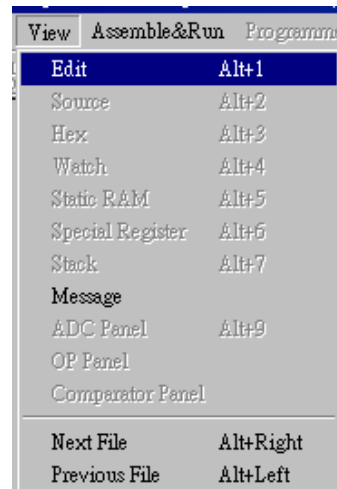 View Assemble&Run Programm
Edit Alt+1
Source Alt+2
Hex Alt+3
Watch Alt+4
Static RAM Alt+5
Special Register Alt+6
Stack Alt+7
Message
ADC Panel Alt+9
OP Panel
Comparator Panel
Next File Alt+Right
Previous File Alt+Left